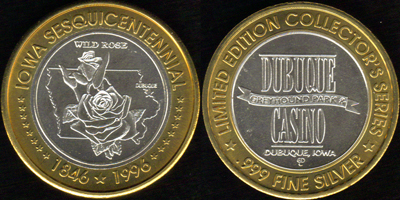 IOWA SESQUICENTENNIAL
WILD ROSE
DUBUQUE
1846 ★ 1996
LIMITED EDITION COLLECTOR'S SERIES
DUBUQUE
GREYHOUND PARK &
CASINO
DUBUQUE, IOWA
.999 FINE SILVER